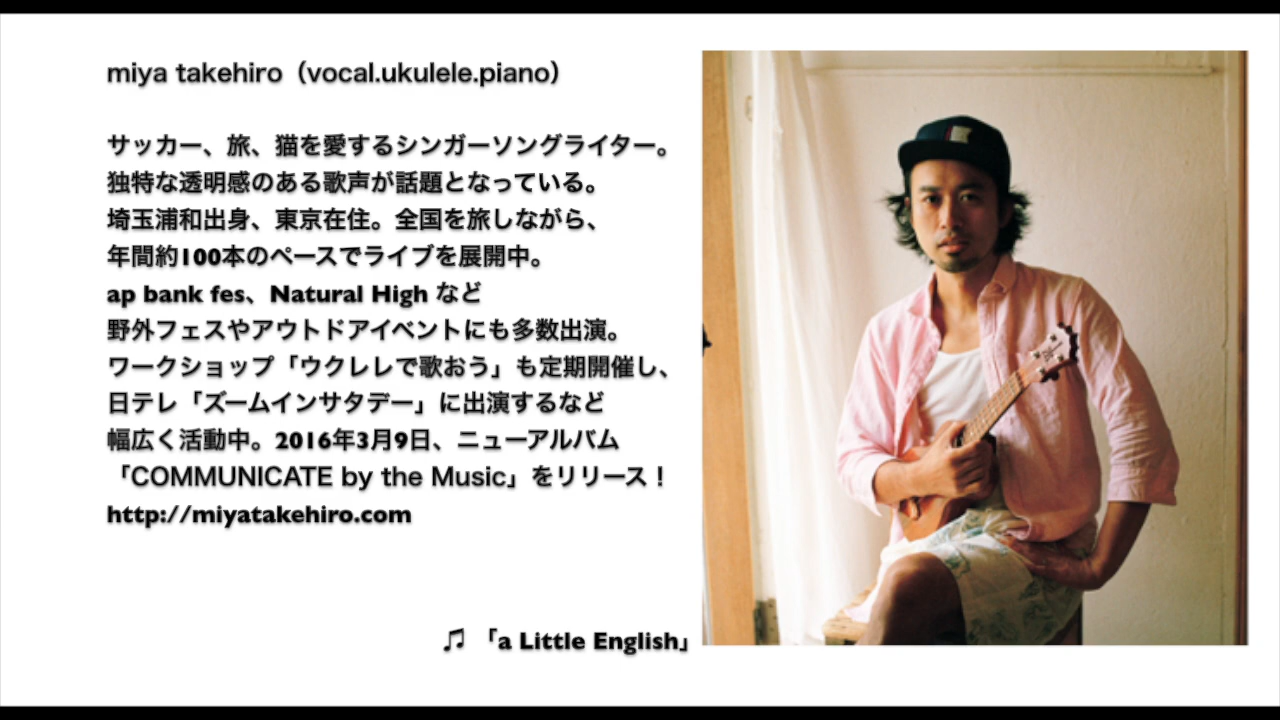 miya takehiro（vocal.ukulele.piano）
サッカー、旅、猫を愛するシンガーソングライター。
独特な透明感のある歌声が話題となっている。
埼玉浦和出身、東京在住。全国を旅しながら、
年間約100本のペースでライブを展開中。
ap bank fes、Natural High など
野外フェスやアウトドアイベントにも多数出演。
ワークショップ「ウクレレで歌おう」も定期開催し、
日テレ「ズームインサタデー」に出演するなど
幅広く活動中。2016年3月9日、ニューアルバム
「COMMUNICATE by the Music」をリリース！
http://miyatakehiro.com
♫ 「a Little English」